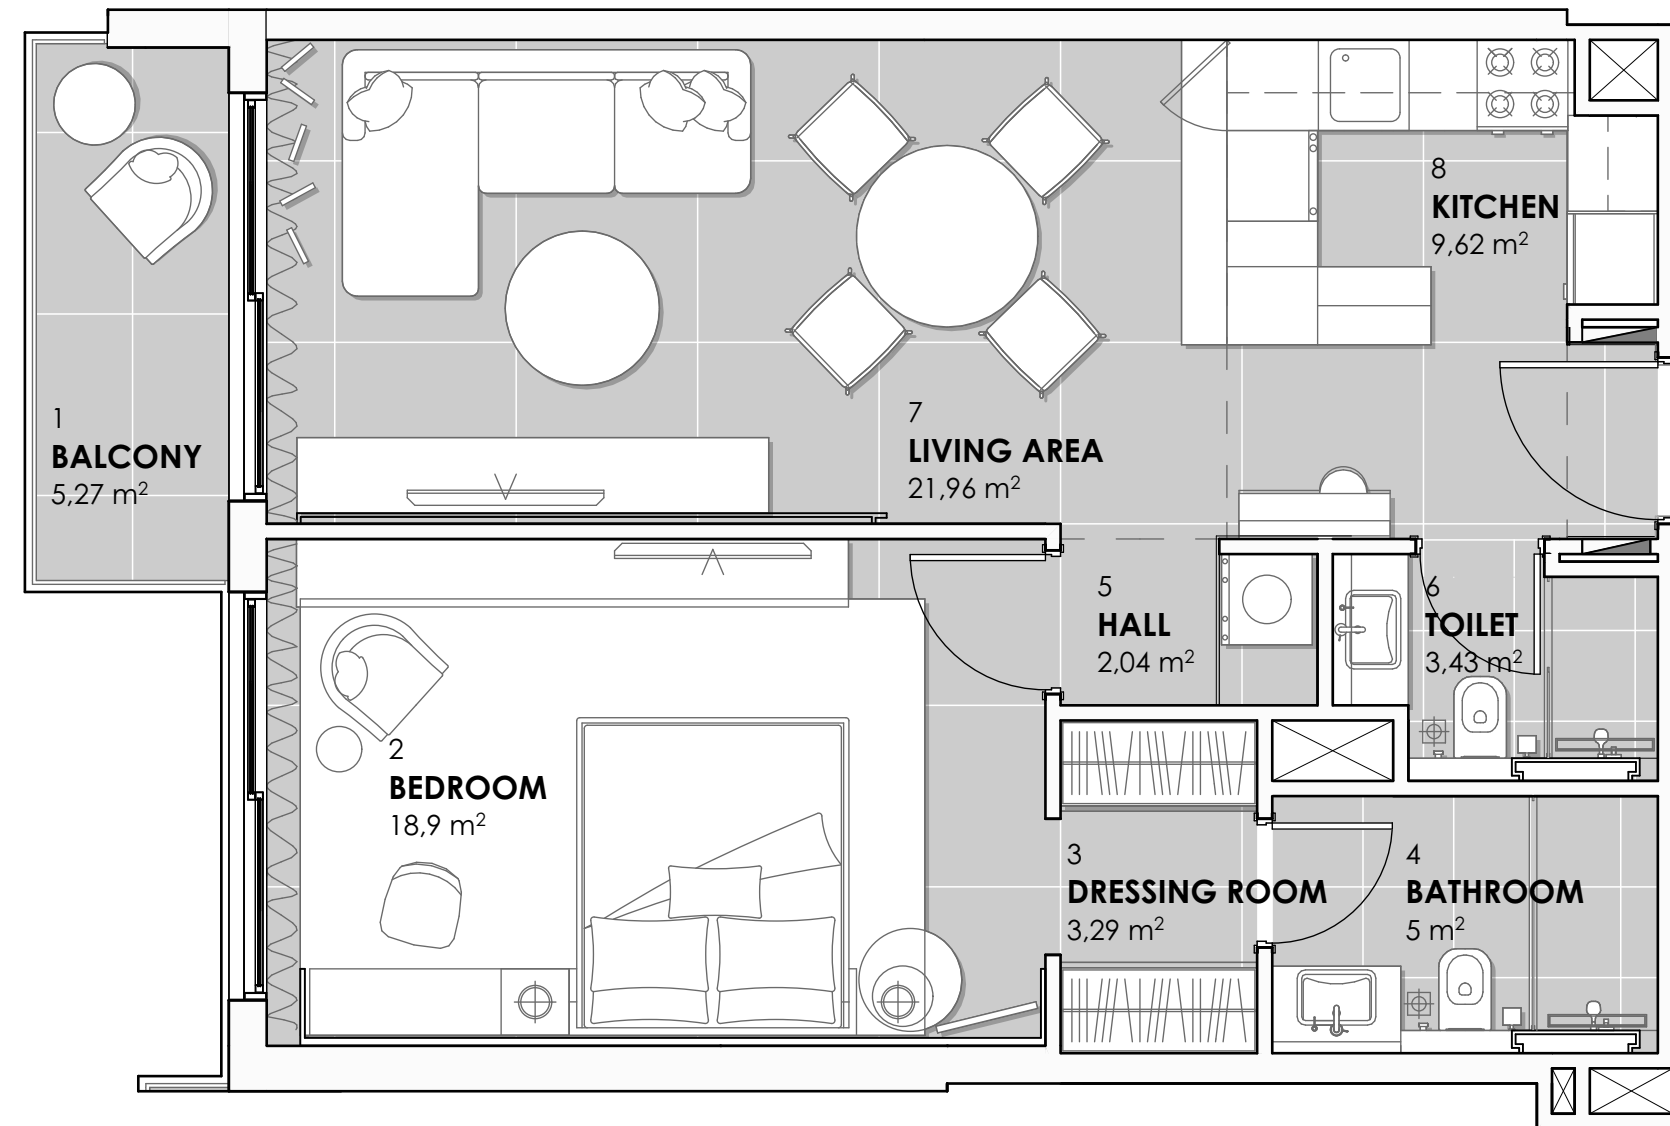 1
BALCONY
5,27 m²
2
BEDROOM
18,9 m²
3
DRESSING ROOM
3,29 m²
4
BATHROOM
5 m²
5
HALL
2,04 m²
6
TOILET
3,43 m²
7
LIVING AREA
21,96 m²
8
KITCHEN
9,62 m²